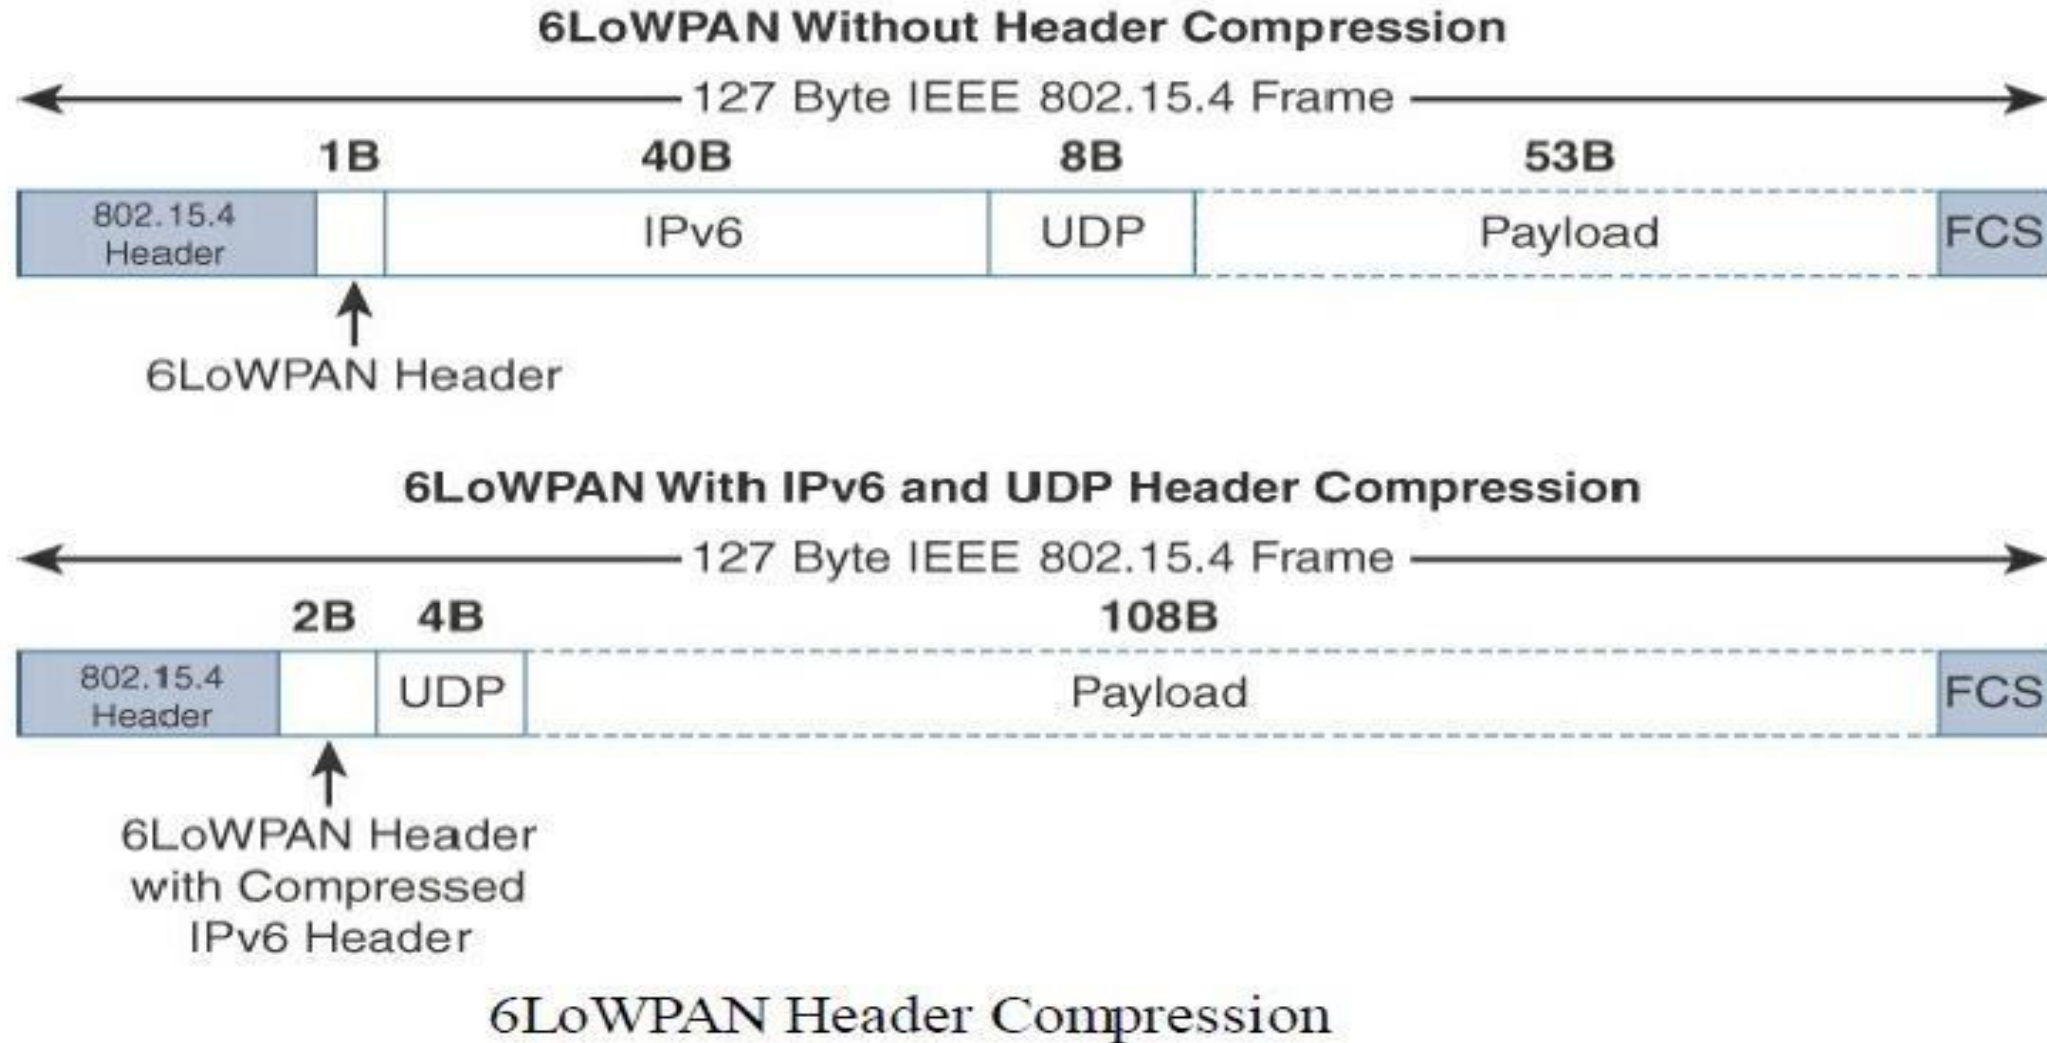 6LoWPAN Without Header Compression
127 Byte IEEE 802.15.4 Frame
1B 40B 8B 53B
802.15.4
Header
IPv6 UDP Payload FCS
6LoWPAN Header
6LoWPAN With IPv6 and UDP Header Compression
127 Byte IEEE 802.15.4 Frame
2B 4B 108B
802.15.4
Header
UDP Payload FCS
6LoWPAN Header
with Compressed
IPv6 Header
6LoWPAN Header Compression